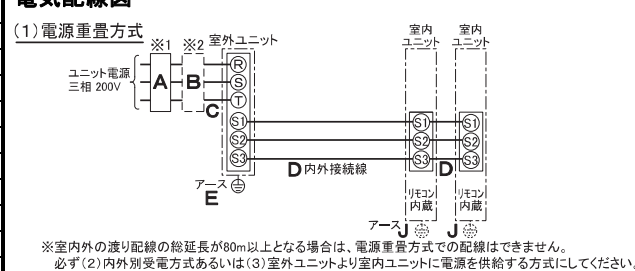 電気配線図
(1)電源重畳方式
※1 ※2 室外ユニット
室内
ユニット
室内
ユニット
ユニット電源
三相 200V
A
B
C
R
S
T
S1
S2
S3
S1
S2
S3
S1
S2
S3
D 内外接続線
D
アース
E
リモコン
内蔵
リモコン
内蔵
アース J
J
※室内外の渡り配線の総延長が80m以上となる場合は、電源重畳方式での配線はできません。
必ず(2)内外別受電方式あるいは(3)室外ユニットより室内ユニットに電源を供給する方式にしてください。